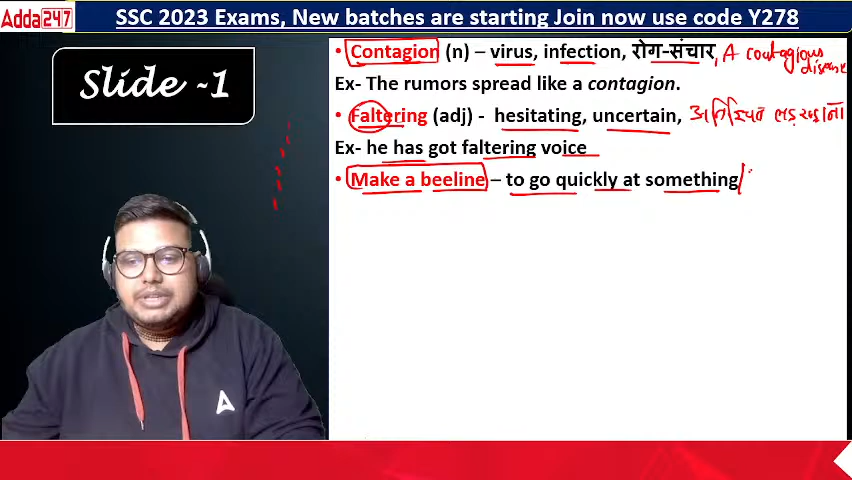 Adda247
SSC 2023 Exams, New batches are starting Join now use code Y278
Slide -1
• Contagion (n) – virus, infection, रोग-संचार, A contagious disease
Ex- The rumors spread like a contagion.
• Faltering (adj) - hesitating, uncertain, अनिश्चित लड़खड़ाना
Ex- he has got faltering voice
• Make a beeline – to go quickly at something/